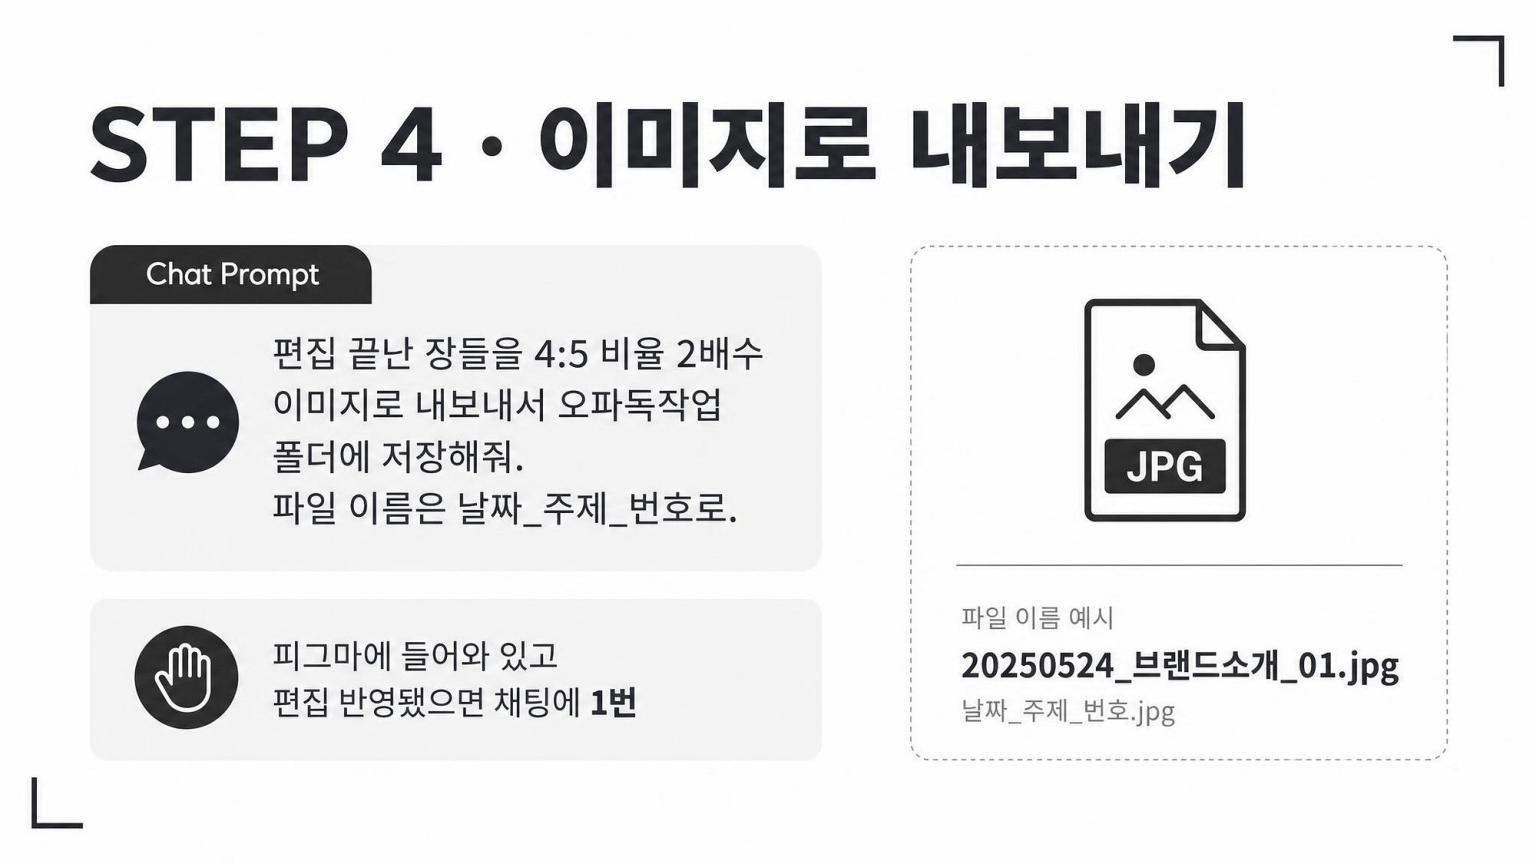 STEP 4 · 이미지로 내보내기
Chat Prompt
편집 끝난 장들을 4:5 비율 2배수
이미지로 내보내서 오파독작업
폴더에 저장해줘.
파일 이름은 날짜_주제_번호로.
피그마에 들어와 있고
편집 반영됐으면 채팅에 1번
JPG
파일 이름 예시
20250524_브랜드소개_01.jpg
날짜_주제_번호.jpg